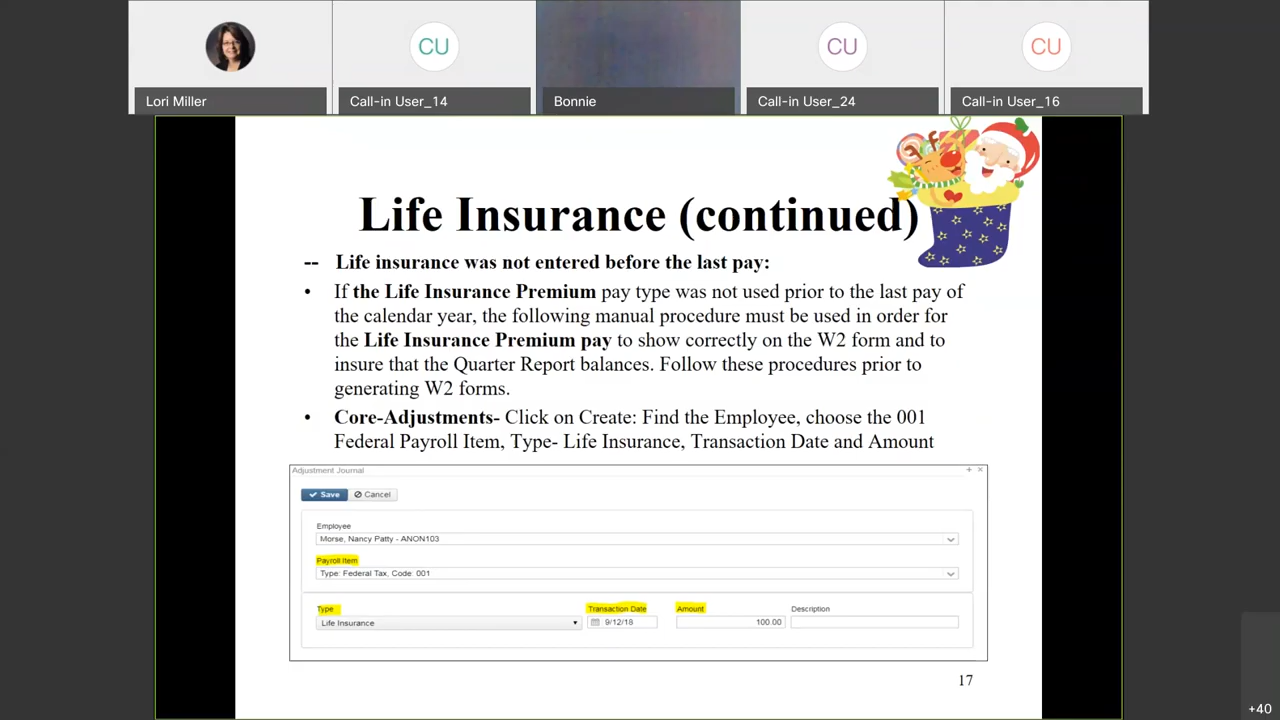 CU
CU
CU
Lori Miller
Call-in User_14
Bonnie
Call-in User_24
Call-in User_16
Life Insurance (continued)
-- Life insurance was not entered before the last pay:
• If the Life Insurance Premium pay type was not used prior to the last pay of
the calendar year, the following manual procedure must be used in order for
the Life Insurance Premium pay to show correctly on the W2 form and to
insure that the Quarter Report balances. Follow these procedures prior to
generating W2 forms.
• Core-Adjustments- Click on Create: Find the Employee, choose the 001
Federal Payroll Item, Type- Life Insurance, Transaction Date and Amount
Adjustment Journal
Save Cancel
Employee
Morse, Nancy Patty - ANON103
Payroll Item
Type: Federal Tax, Code: 001
Type Transaction Date Amount Description
Life Insurance 9/12/18 100.00
17
+40